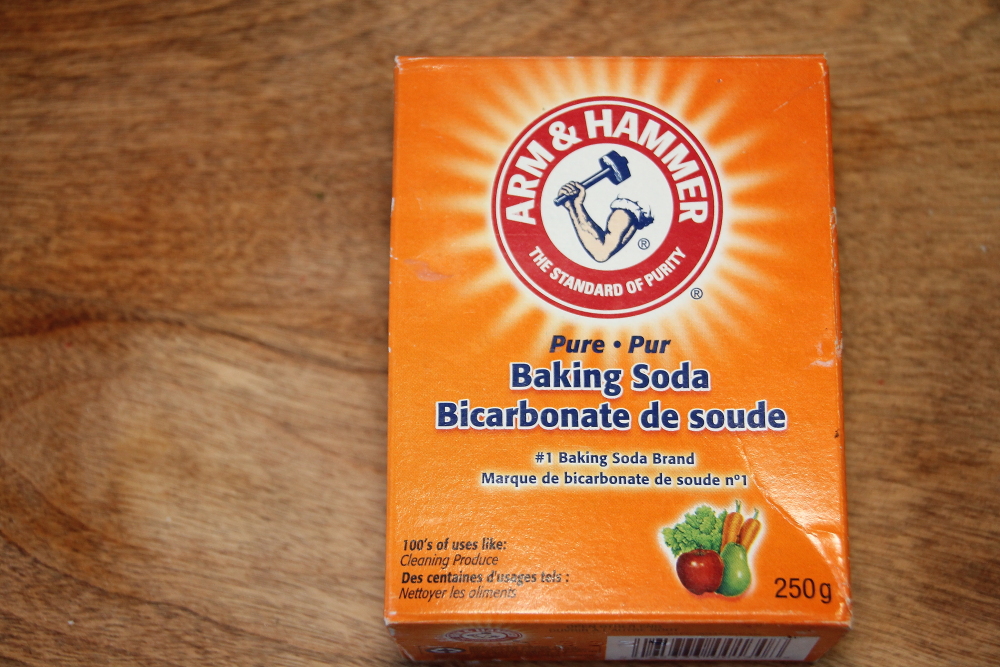 ARM & HAMMER
®
THE STANDARD OF PURITY
®
Pure • Pur
Baking Soda
Bicarbonate de soude
#1 Baking Soda Brand
Marque de bicarbonate de soude n°1
100's of uses like:
Cleaning Produce
Des centaines d'usages tels :
Nettoyer les aliments
250g